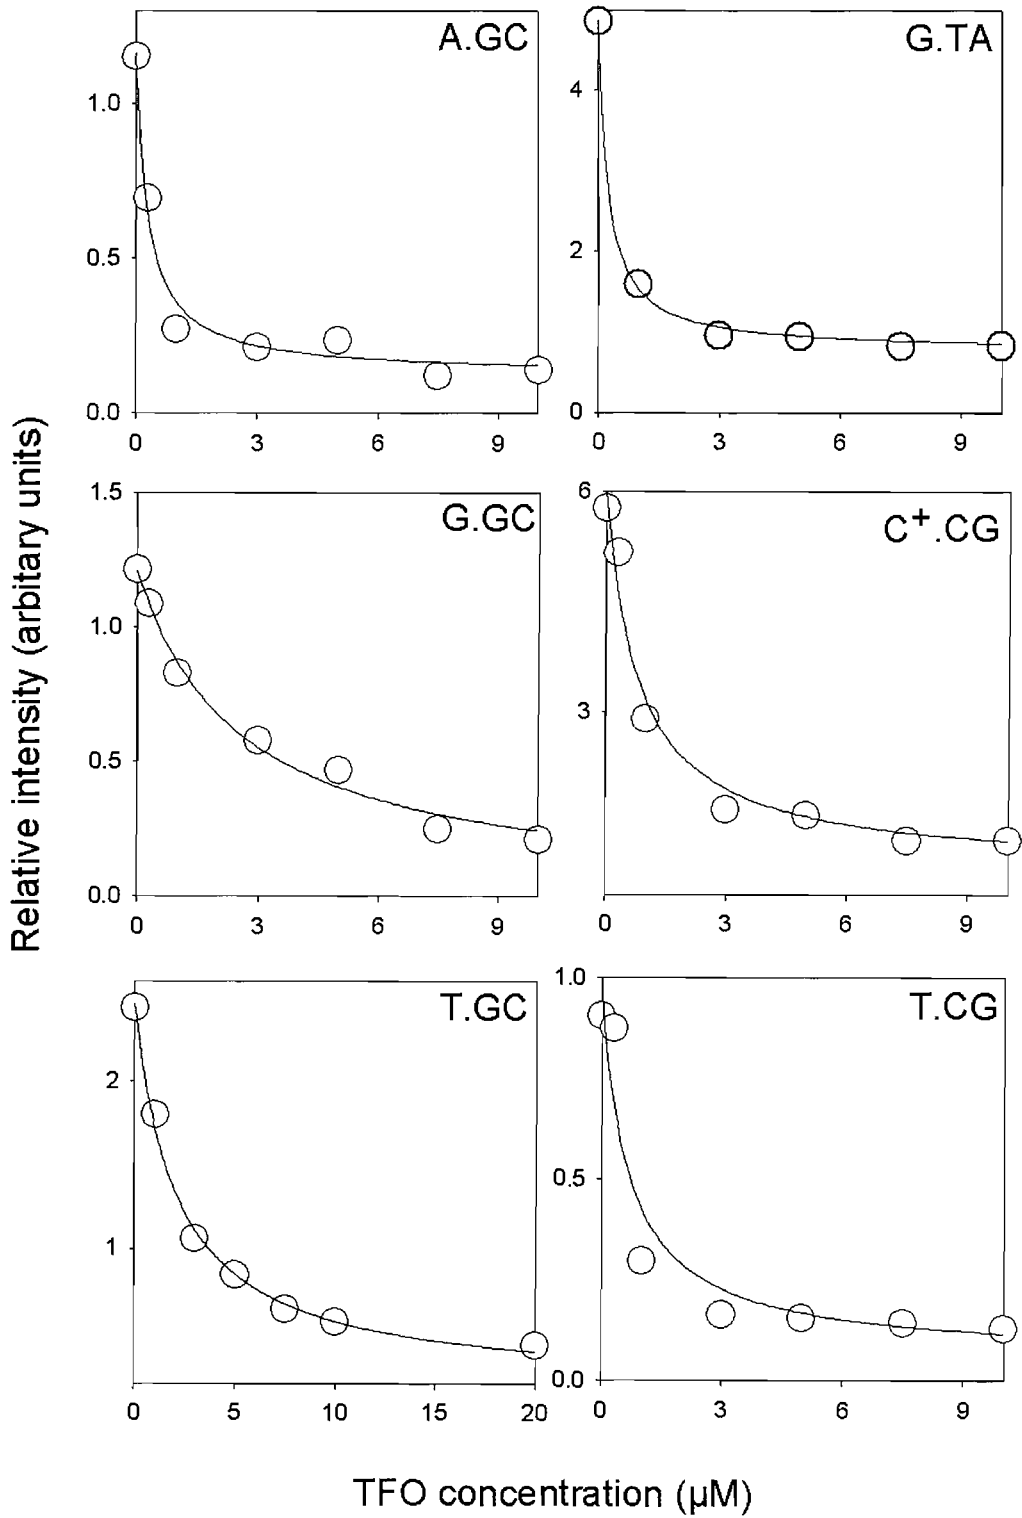 A.GC
1.0
0.5
0.0
0 3 6 9
G.TA
4
2
0
0 3 6 9
Relative intensity (arbitary units)
G.GC
1.5
1.0
0.5
0.0
0 3 6 9
C⁺.CG
6
3
0 3 6 9
T.GC
2
1
0 5 10 15 20
T.CG
1.0
0.5
0.0
0 3 6 9
TFO concentration (µM)